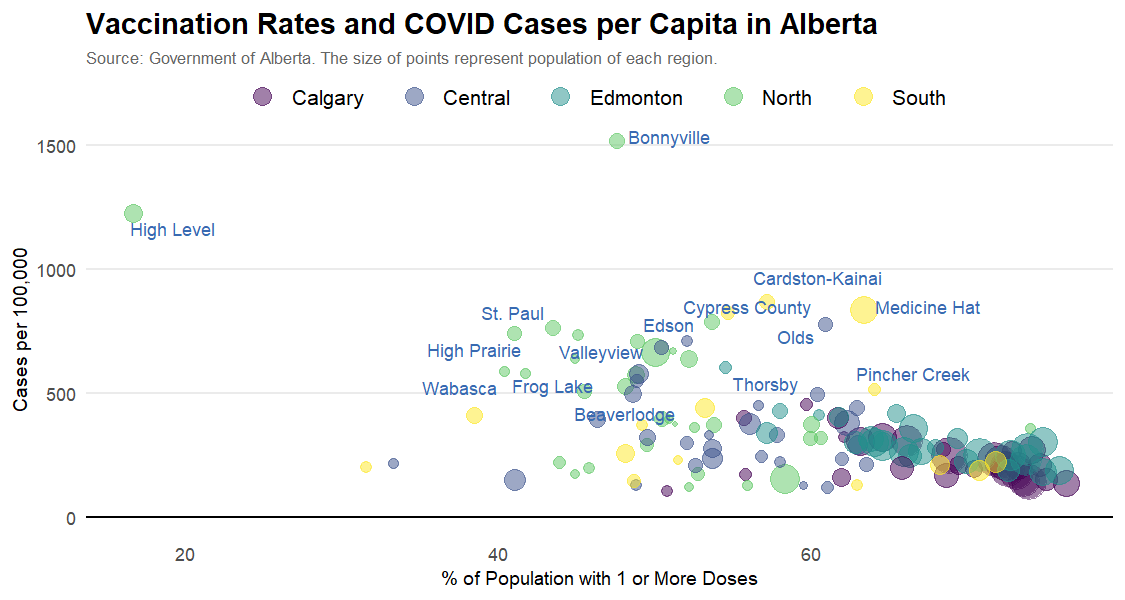 Vaccination Rates and COVID Cases per Capita in Alberta
Source: Government of Alberta. The size of points represent population of each region.
Calgary Central Edmonton North South
1500
Bonnyville
High Level
Cases per 100,000
1000
Cardston-Kainai
St. Paul
Cypress County
Medicine Hat
Edson
Olds
High Prairie
Valleyview
Pincher Creek
Wabasca
Frog Lake
Thorsby
500
Beaverlodge
0
20 40 60
% of Population with 1 or More Doses